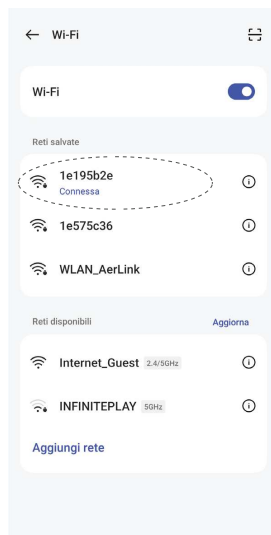 Wi-Fi
Wi-Fi
Reti salvate
1e195b2e
Connessa
1e575c36
WLAN_AerLink
Reti disponibili Aggiorna
Internet_Guest 2.4/5GHz
INFINITEPLAY 5GHz
Aggiungi rete